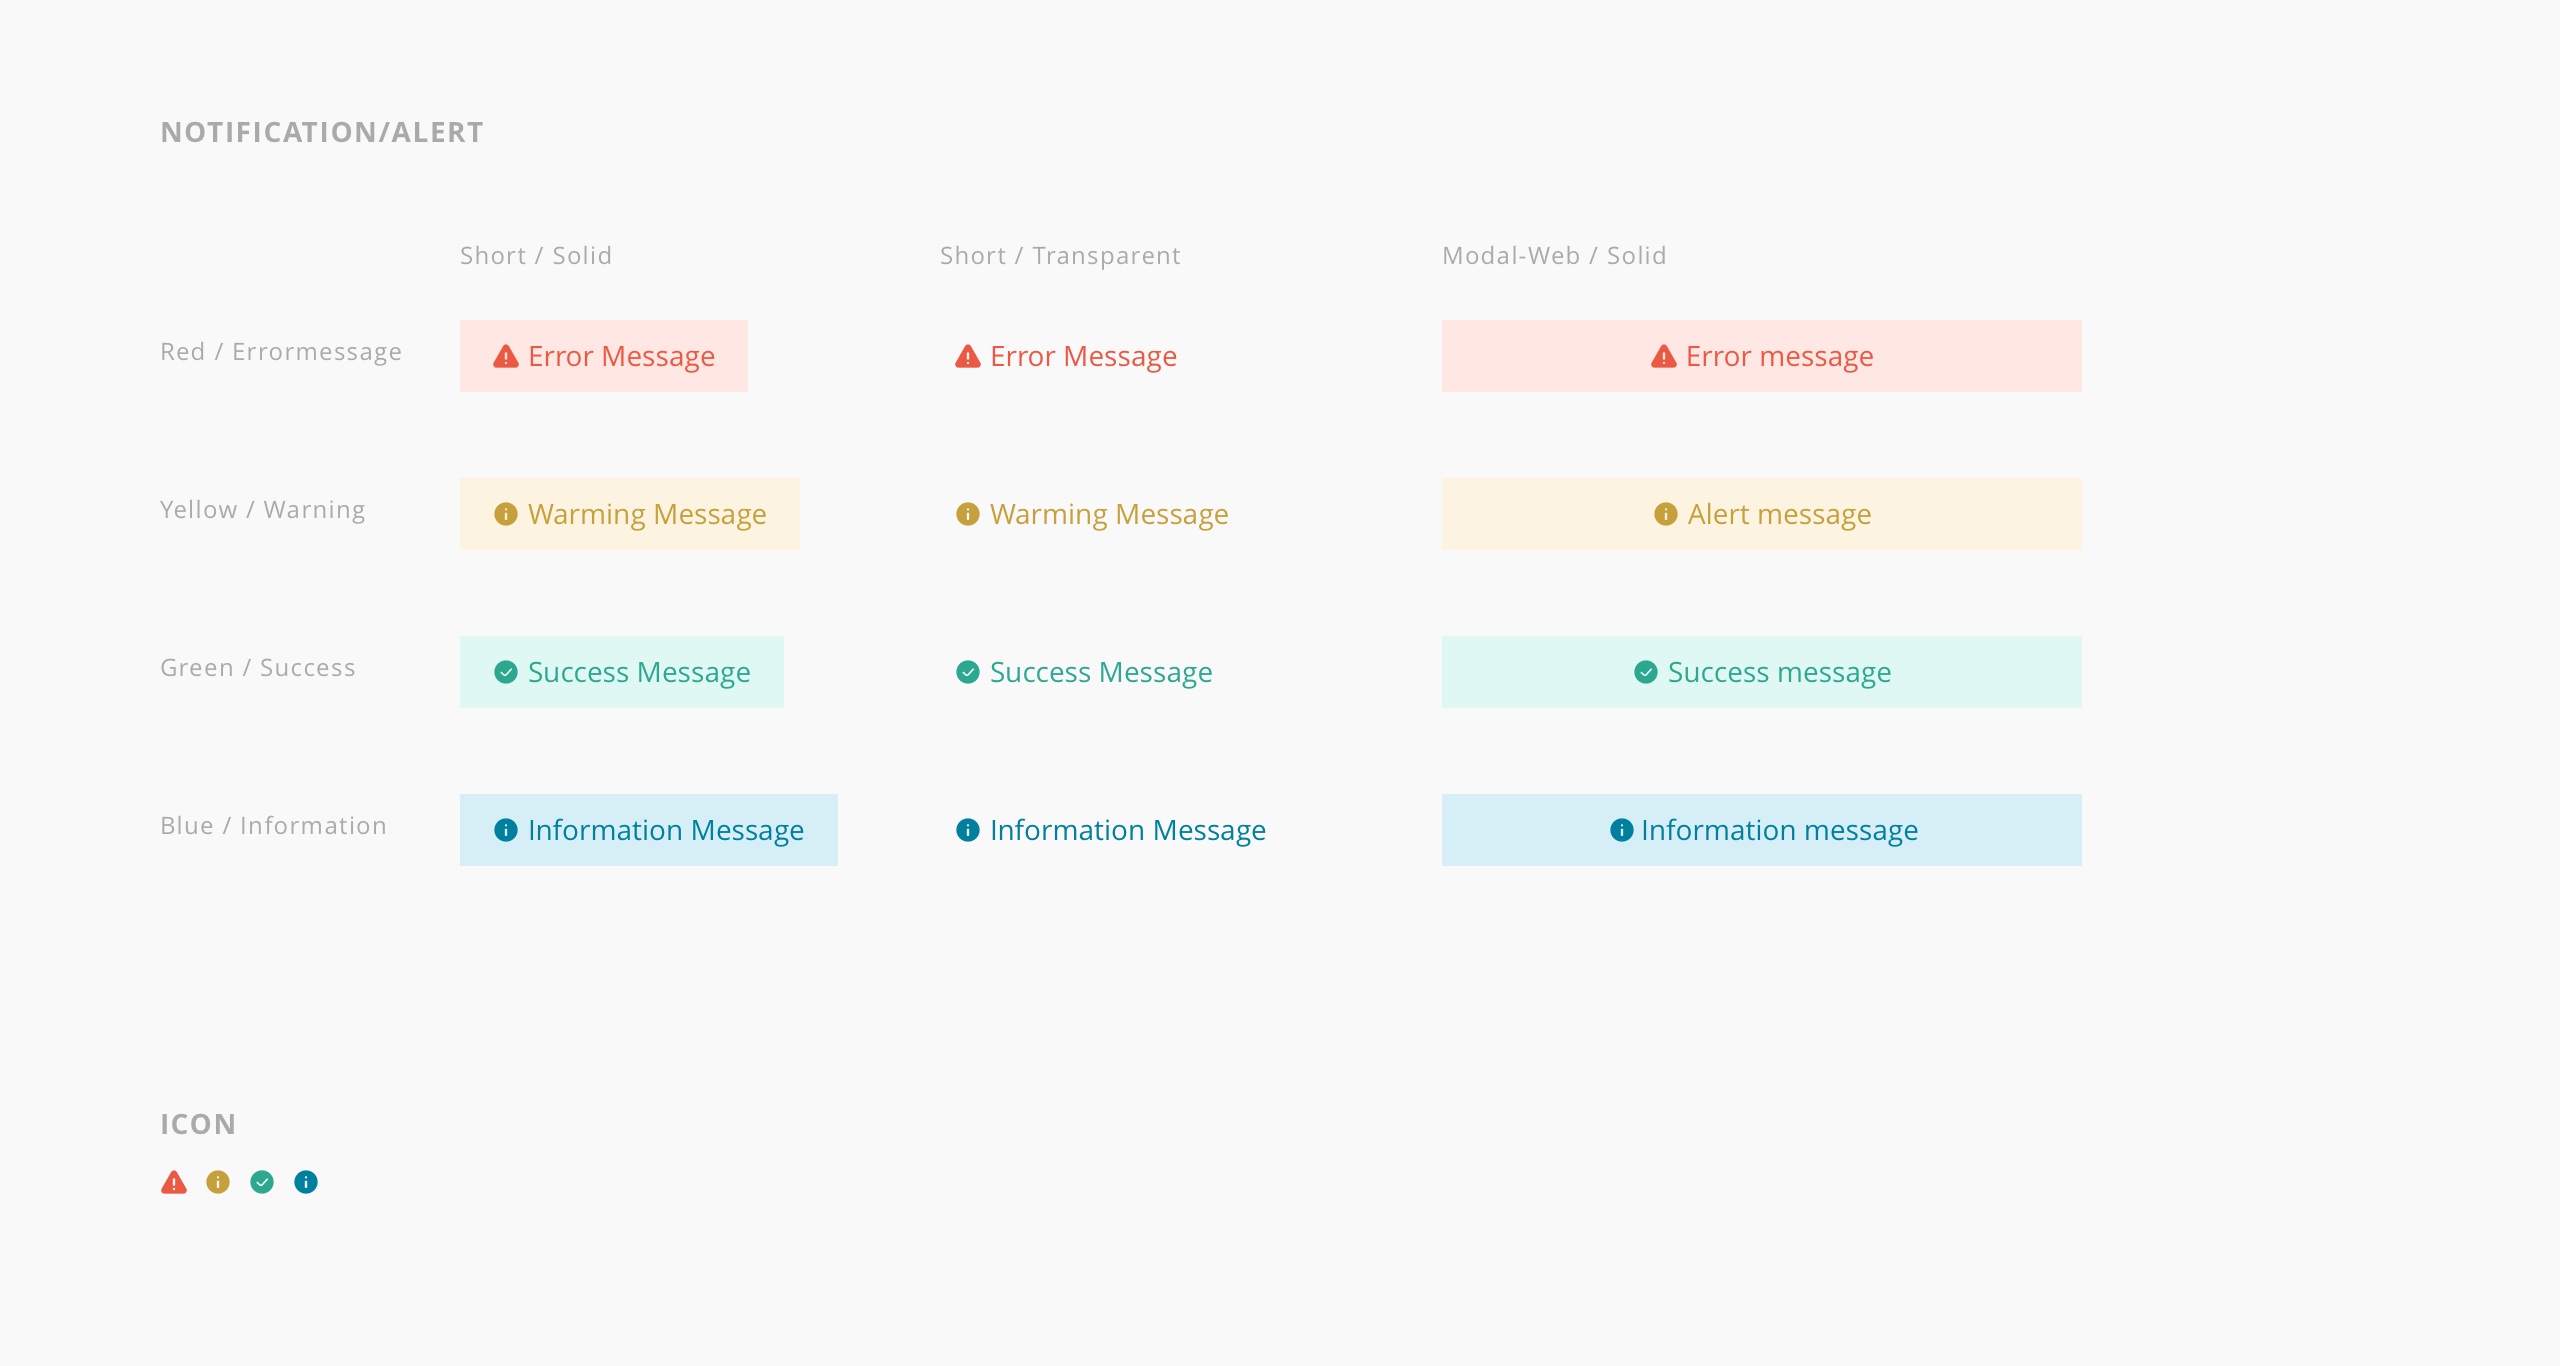 NOTIFICATION/ALERT
Short / Solid Short / Transparent Modal-Web / Solid
Red / Errormessage Error Message Error Message Error message
Yellow / Warning Warming Message Warming Message Alert message
Green / Success Success Message Success Message Success message
Blue / Information Information Message Information Message Information message
ICON